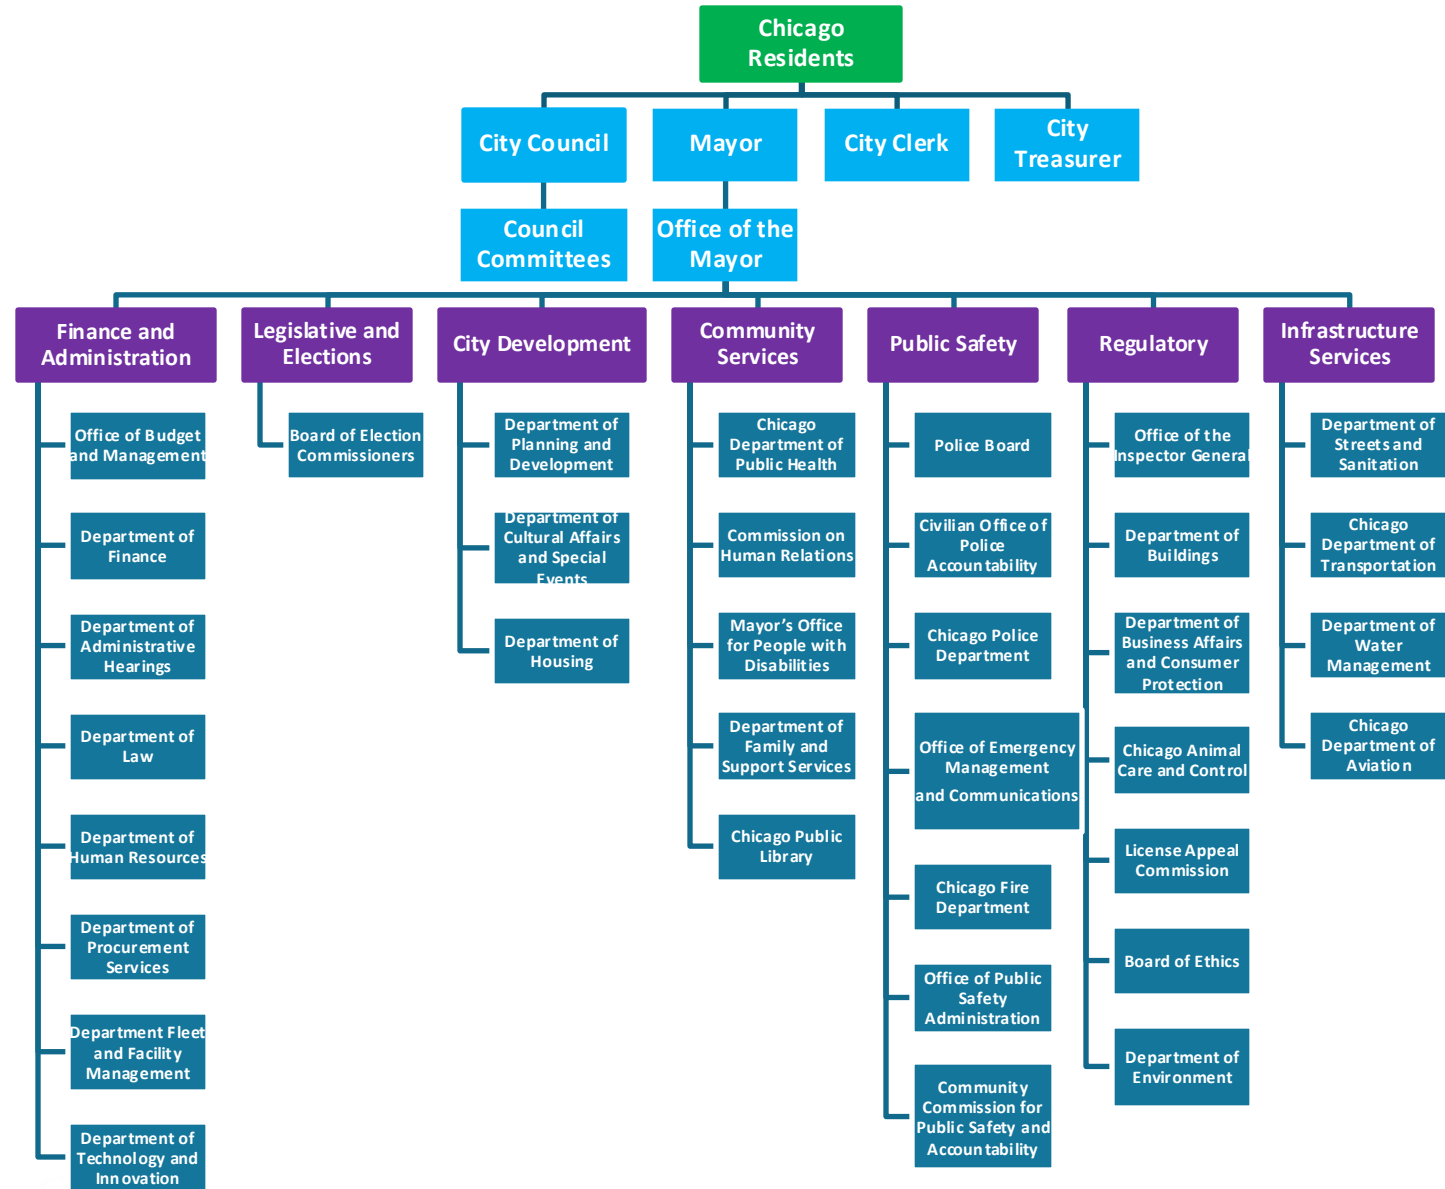 Chicago
Residents
City Council
Mayor
City Clerk
City
Treasurer
Council
Committees
Office of the
Mayor
Finance and
Administration
Legislative and
Elections
City Development
Community
Services
Public Safety
Regulatory
Infrastructure
Services
Office of Budget
and Management
Department of
Finance
Department of
Administrative
Hearings
Department of
Law
Department of
Human Resources
Department of
Procurement
Services
Department Fleet
and Facility
Management
Department of
Technology and
Innovation
Board of Election
Commissioners
Department of
Planning and
Development
Department of
Cultural Affairs
and Special
Events
Department of
Housing
Chicago
Department of
Public Health
Commission on
Human Relations
Mayor’s Office
for People with
Disabilities
Department of
Family and
Support Services
Chicago Public
Library
Police Board
Civilian Office of
Police
Accountability
Chicago Police
Department
Office of Emergency
Management
and Communications
Chicago Fire
Department
Office of Public
Safety
Administration
Community
Commission for
Public Safety and
Accountability
Office of the
Inspector General
Department of
Buildings
Department of
Business Affairs
and Consumer
Protection
Chicago Animal
Care and Control
License Appeal
Commission
Board of Ethics
Department of
Environment
Department of
Streets and
Sanitation
Chicago
Department of
Transportation
Department of
Water
Management
Chicago
Department of
Aviation